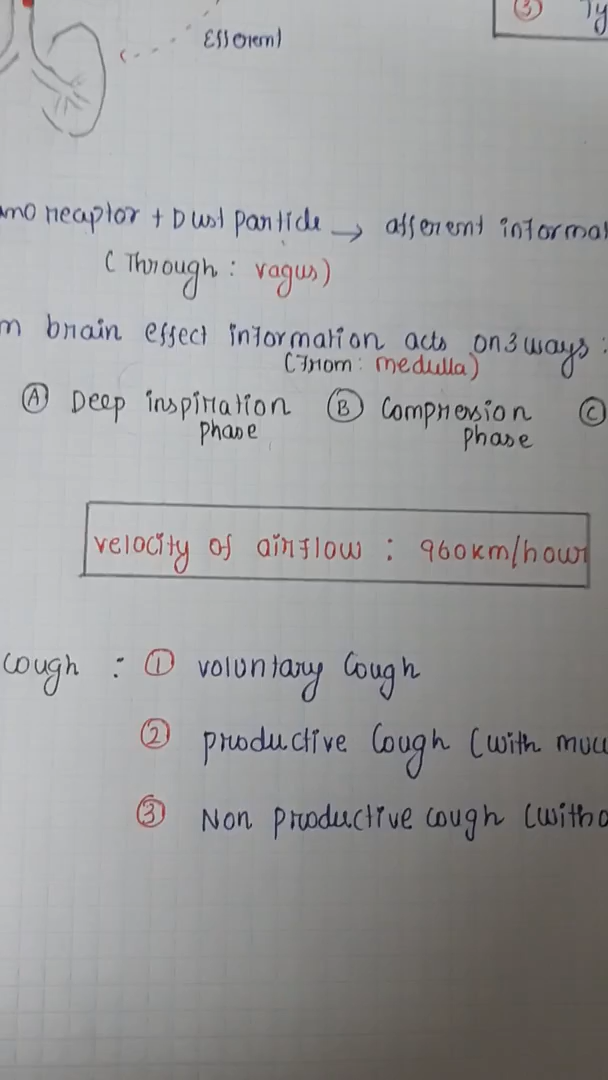 Efferent
③ Ty
mo reaptor + Dust particle → afferent informa
(Through: vagus)
m brain effect information acts on 3 ways:
(From: medulla)
Ⓐ Deep inspiration phase Ⓑ Compression phase Ⓒ
velocity of airflow : 960km/hour
cough : ① voluntary Cough
② productive Cough (with muc
③ Non productive cough (witho